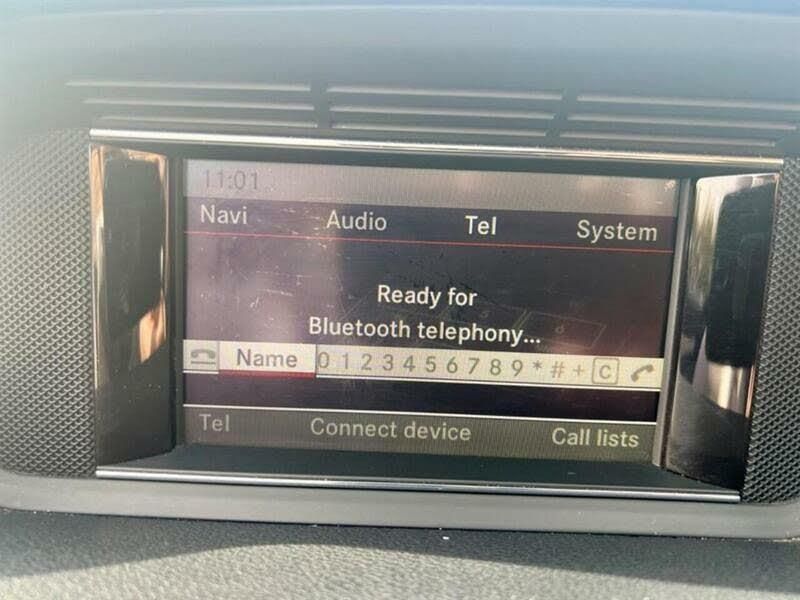 11:01
Navi Audio Tel System
Ready for
Bluetooth telephony...
Name 0 1 2 3 4 5 6 7 8 9 * # + C
Tel Connect device Call lists